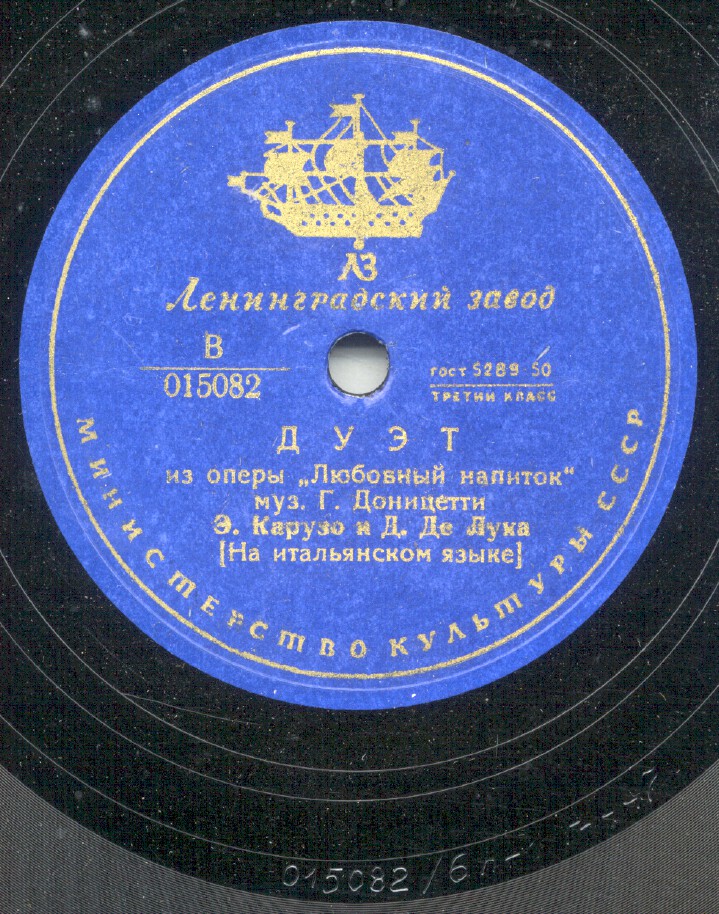 ЛЗ
Ленинградский завод
В
015082
ГОСТ 5289-50
ТРЕТИЙ КЛАСС
ДУЭТ
из оперы „Любовный напиток“
муз. Г. Доницетти
Э. Карузо и Д. Де Лука
[На итальянском языке]
МИНИСТЕРСТВО КУЛЬТУРЫ СССР
015082/6